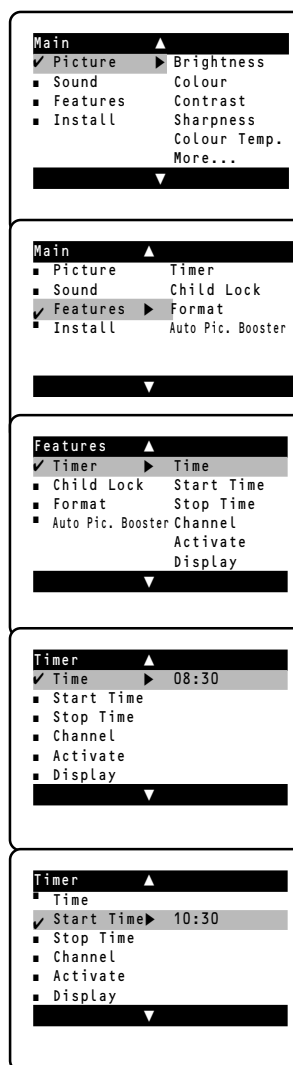 Main ▲
✔ Picture ▶ Brightness
■ Sound Colour
■ Features Contrast
■ Install Sharpness
Colour Temp.
More...
▼
Main ▲
■ Picture Timer
■ Sound Child Lock
✔ Features ▶ Format
■ Install Auto Pic. Booster
▼
Features ▲
✔ Timer ▶ Time
■ Child Lock Start Time
■ Format Stop Time
■ Auto Pic. Booster Channel
Activate
Display
▼
Timer ▲
✔ Time ▶ 08:30
■ Start Time
■ Stop Time
■ Channel
■ Activate
■ Display
▼
Timer ▲
■ Time
✔ Start Time▶ 10:30
■ Stop Time
■ Channel
■ Activate
■ Display
▼